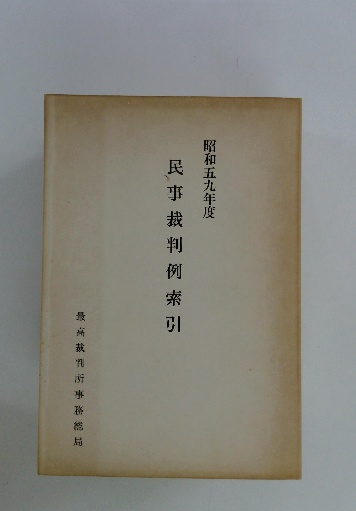 昭和五九年度
民事裁判例索引
最高裁判所事務総局